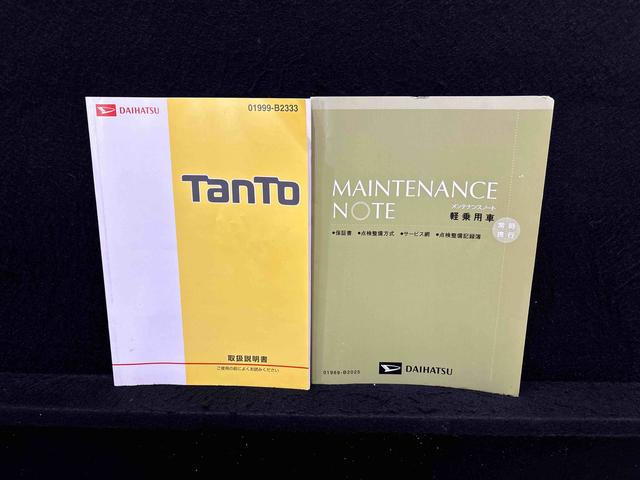 DAIHATSU
01999-B2333
TanTo
取扱説明書
ご使用の前によくお読みください
MAINTENANCE
NOTE
メンテナンスノート
軽乗用車
常時
携行
●保証書 ●点検整備方式 ●サービス網 ●点検整備記録簿
01989-B2025
DAIHATSU